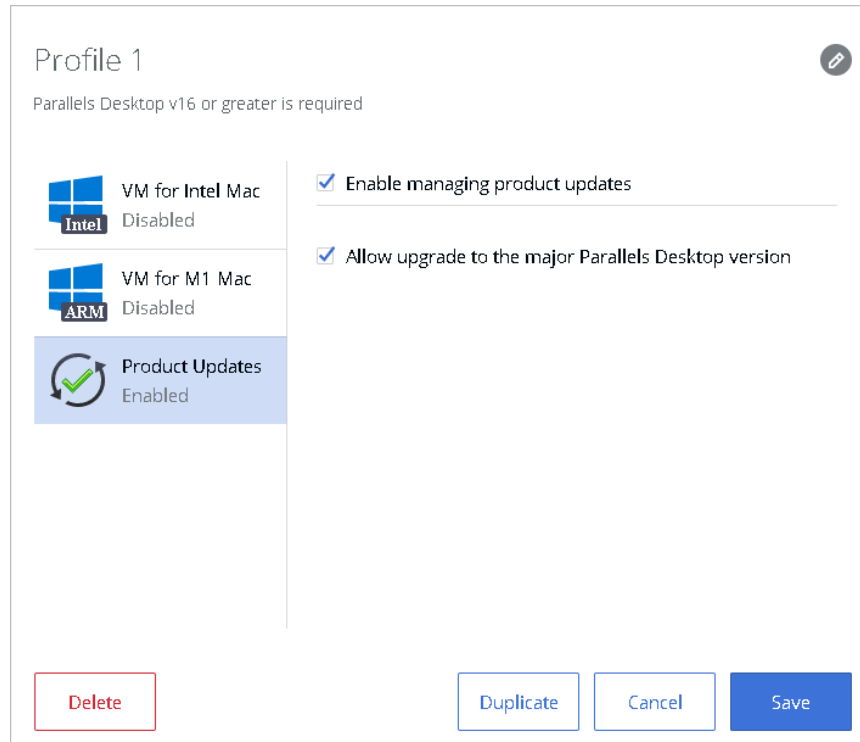 Profile 1
Parallels Desktop v16 or greater is required
VM for Intel Mac
Disabled
Intel
VM for M1 Mac
Disabled
ARM
Product Updates
Enabled
Enable managing product updates
Allow upgrade to the major Parallels Desktop version
Delete
Duplicate
Cancel
Save